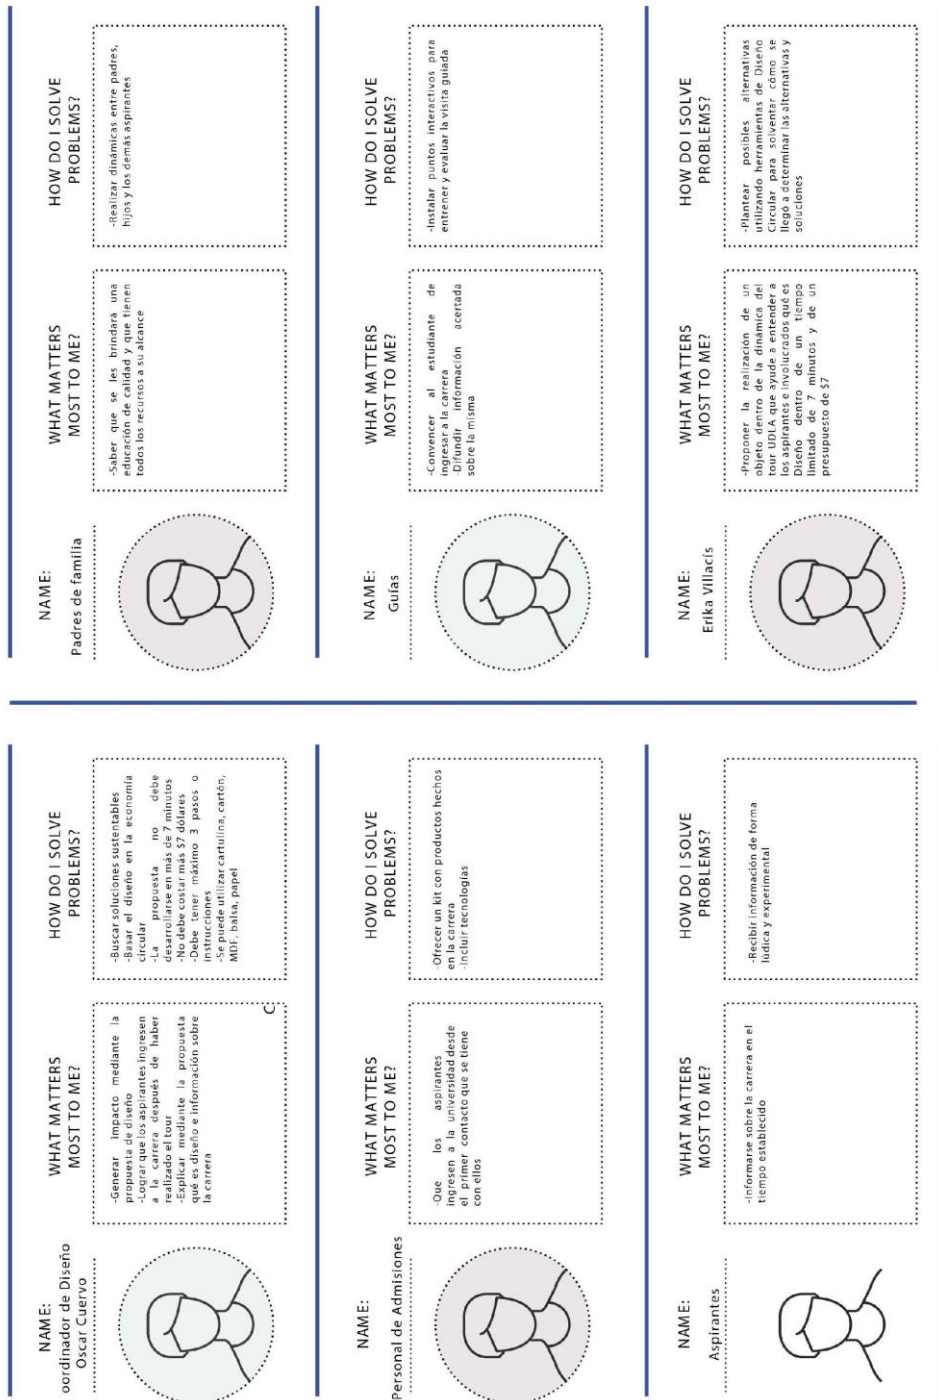 NAME:
oordinador de Diseño
Oscar Cuervo
WHAT MATTERS
MOST TO ME?
-Generar impacto mediante la
propuesta de diseño
-Lograr que los aspirantes ingresen
a la carrera después de haber
realizado el tour
-Explicar mediante la propuesta
qué es diseño e información sobre
la carrera
C
HOW DO I SOLVE
PROBLEMS?
-Buscar soluciones sustentables
-Basar el diseño en la economía
circular
-La propuesta no debe
desarrollarse en más de 7 minutos
-No debe costar más $7 dólares
-Debe tener máximo 3 pasos o
instrucciones
-Se puede utilizar cartulina, cartón,
MDF, balsa, papel
NAME:
Padres de familia
WHAT MATTERS
MOST TO ME?
-Saber que se les brindará una
educación de calidad y que tienen
todos los recursos a su alcance
HOW DO I SOLVE
PROBLEMS?
-Realizar dinámicas entre padres,
hijos y los demás aspirantes
NAME:
Personal de Admisiones
WHAT MATTERS
MOST TO ME?
-Que los aspirantes
ingresen a la universidad desde
el primer contacto que se tiene
con ellos
HOW DO I SOLVE
PROBLEMS?
-Ofrecer un kit con productos hechos
en la carrera
-Incluir tecnologías
NAME:
Guías
WHAT MATTERS
MOST TO ME?
-Convencer al estudiante de
ingresar a la carrera
-Difundir información acertada
sobre la misma
HOW DO I SOLVE
PROBLEMS?
-Instalar puntos interactivos para
entrener y evaluar la visita guiada
NAME:
Aspirantes
WHAT MATTERS
MOST TO ME?
-Informarse sobre la carrera en el
tiempo establecido
HOW DO I SOLVE
PROBLEMS?
-Recibir información de forma
lúdica y experimental
NAME:
Erika Villacís
WHAT MATTERS
MOST TO ME?
-Proponer la realización de un
objeto dentro de la dinámica del
tour UDLA que ayude a entender a
los aspirantes e involucrados qué es
Diseño dentro de un tiempo
limitado de 7 minutos y de un
presupuesto de $7
HOW DO I SOLVE
PROBLEMS?
-Plantear posibles alternativas
utilizando herramientas de Diseño
Circular para solventar cómo se
llegó a determinar las alternativas y
soluciones